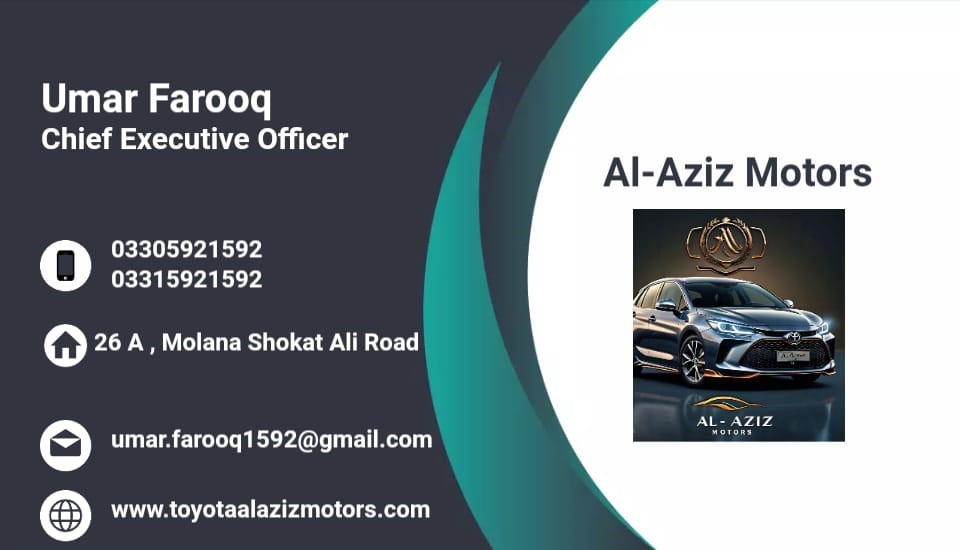 Umar Farooq
Chief Executive Officer
03305921592
03315921592
26 A , Molana Shokat Ali Road
umar.farooq1592@gmail.com
www.toyotaalazizmotors.com
Al-Aziz Motors
AL- AZIZ
MOTORS